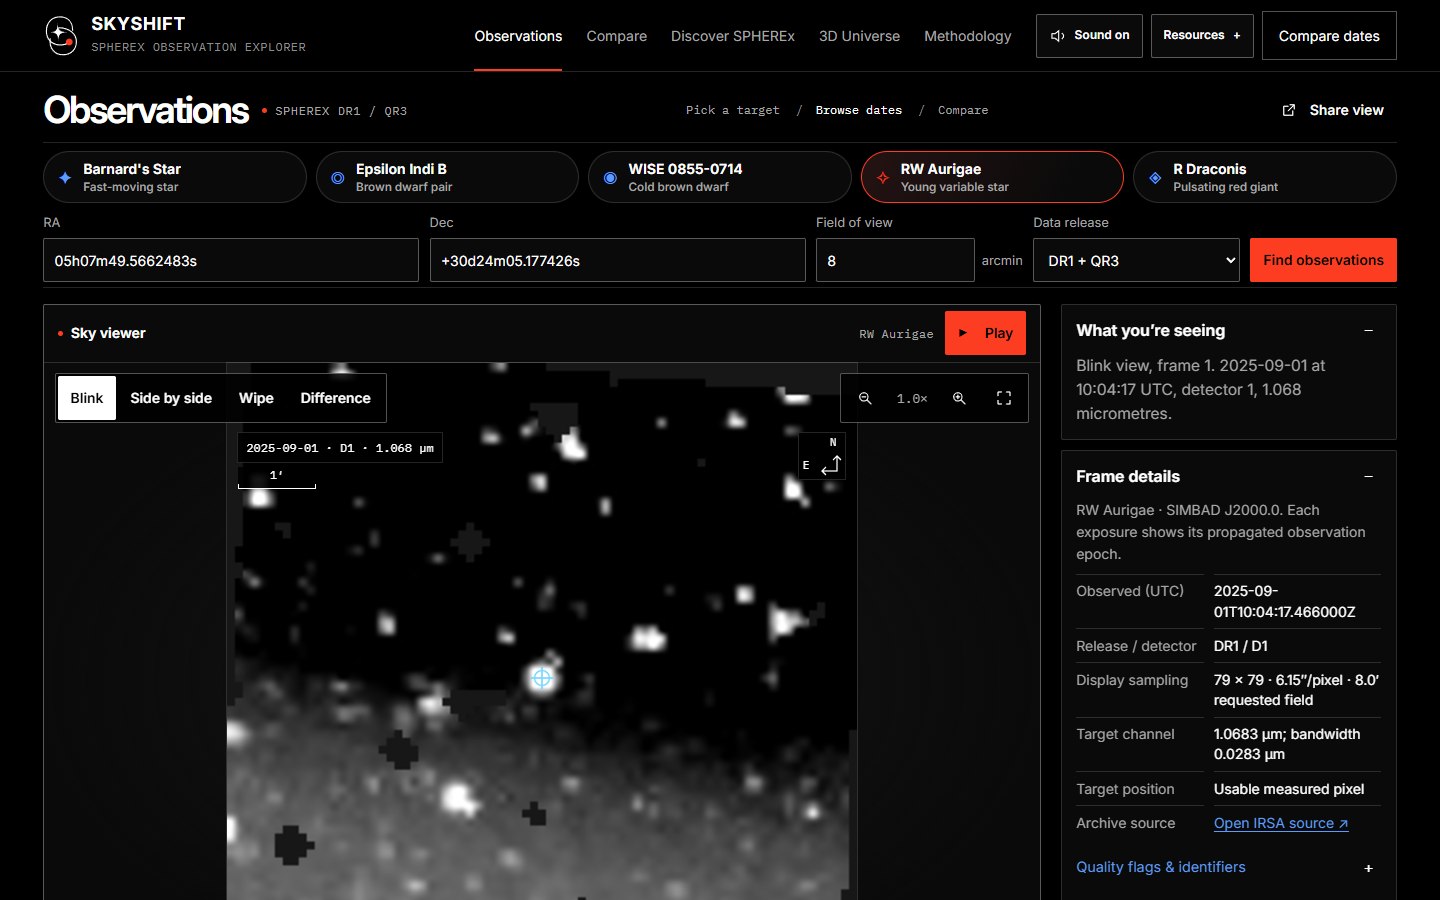 SKYSHIFT
SPHEREX OBSERVATION EXPLORER
Observations
Compare
Discover SPHEREx
3D Universe
Methodology
Sound on
Resources +
Compare dates
Observations
SPHEREX DR1 / QR3
Pick a target / Browse dates / Compare
Share view
Barnard's Star
Fast-moving star
Epsilon Indi B
Brown dwarf pair
WISE 0855-0714
Cold brown dwarf
RW Aurigae
Young variable star
R Draconis
Pulsating red giant
RA
05h07m49.5662483s
Dec
+30d24m05.177426s
Field of view
8
arcmin
Data release
DR1 + QR3
Find observations
Sky viewer
RW Aurigae
Play
Blink
Side by side
Wipe
Difference
1.0×
2025-09-01 · D1 · 1.068 µm
1′
N
E
What you’re seeing
Blink view, frame 1. 2025-09-01 at
10:04:17 UTC, detector 1, 1.068
micrometres.
Frame details
RW Aurigae · SIMBAD J2000.0. Each
exposure shows its propagated observation
epoch.
Observed (UTC)
2025-09-
01T10:04:17.466000Z
Release / detector
DR1 / D1
Display sampling
79 × 79 · 6.15″/pixel · 8.0′
requested field
Target channel
1.0683 µm; bandwidth
0.0283 µm
Target position
Usable measured pixel
Archive source
Open IRSA source ↗
Quality flags & identifiers
+